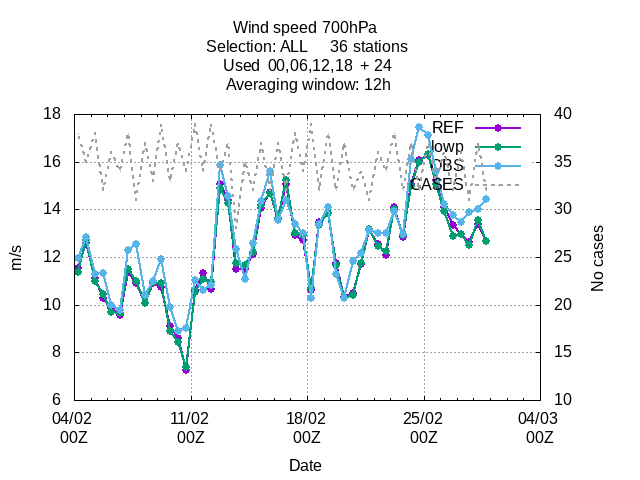 Wind speed 700hPa
Selection: ALL 36 stations
Used 00,06,12,18 + 24
Averaging window: 12h
18 40
REF
16 35
lowp
OBS
CASES
14 30
12 25
m/s
No cases
10 20
8 15
6 10
04/02 11/02 18/02 25/02 04/03
00Z 00Z 00Z 00Z 00Z
Date